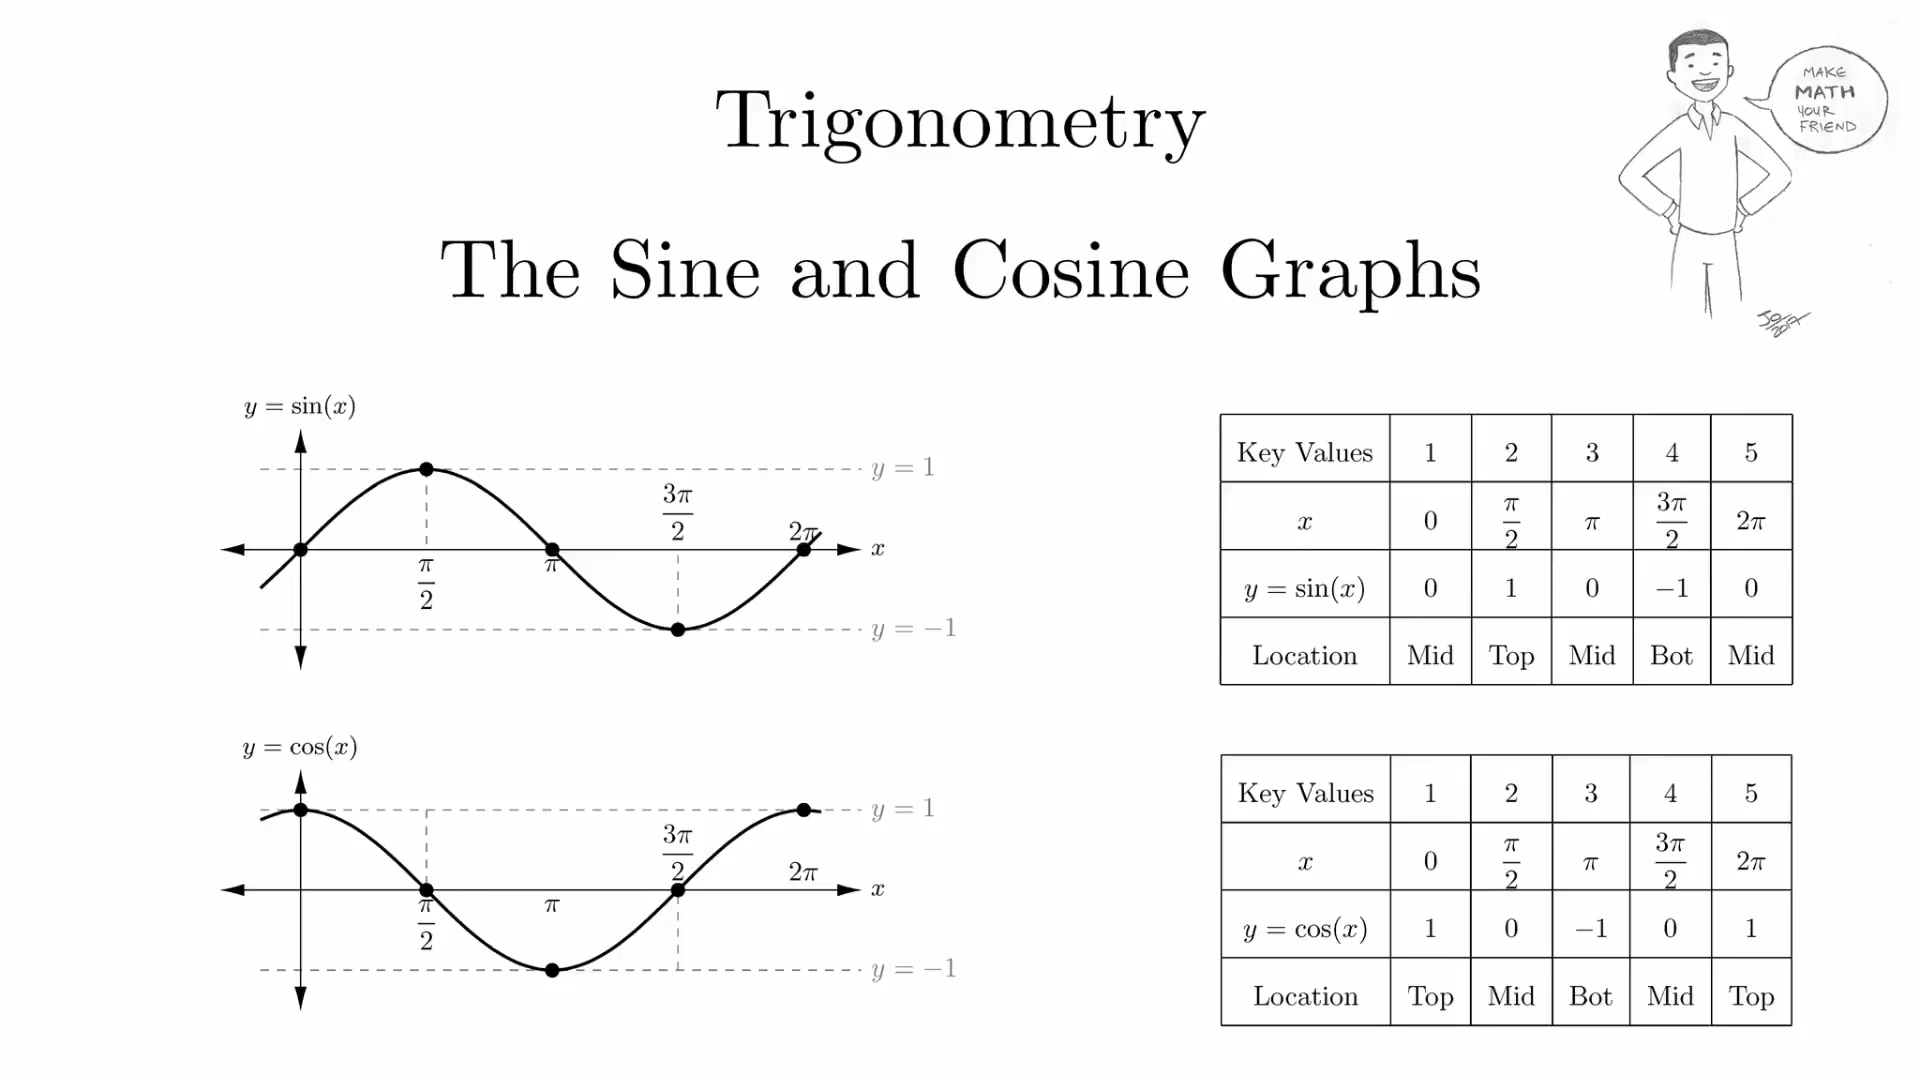 Trigonometry
The Sine and Cosine Graphs
MAKE
MATH
YOUR
FRIEND
JO/2017
y = sin(x)
y = 1
3π/2
2π
x
π/2
π
y = −1
Key Values 1 2 3 4 5
x 0 π/2 π 3π/2 2π
y = sin(x) 0 1 0 −1 0
Location Mid Top Mid Bot Mid
y = cos(x)
y = 1
3π/2
2π
x
π/2
π
y = −1
Key Values 1 2 3 4 5
x 0 π/2 π 3π/2 2π
y = cos(x) 1 0 −1 0 1
Location Top Mid Bot Mid Top